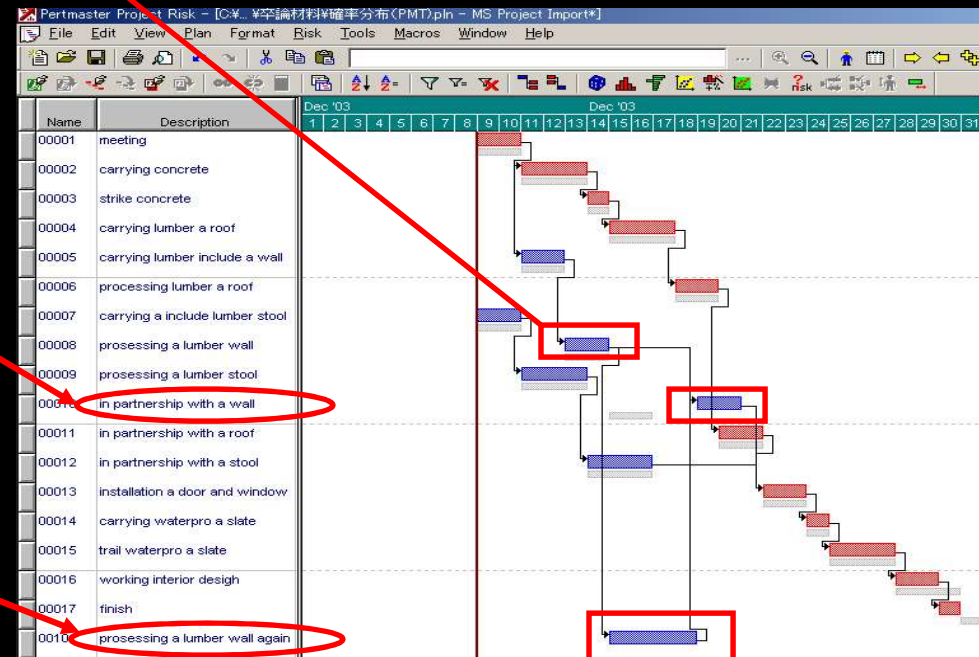 Pertmaster Project Risk - [C:¥... ¥卒論材料¥確率分布(PMT).pln - MS Project Import*]
File Edit View Plan Format Risk Tools Macros Window Help
Risk
Dec '03 Dec '03
Name Description 1 2 3 4 5 6 7 8 9 10 11 12 13 14 15 16 17 18 19 20 21 22 23 24 25 26 27 28 29 30 31
00001 meeting
00002 carrying concrete
00003 strike concrete
00004 carrying lumber a roof
00005 carrying lumber include a wall
00006 processing lumber a roof
00007 carrying a include lumber stool
00008 prosessing a lumber wall
00009 prosessing a lumber stool
in partnership with a wall
00011 in partnership with a roof
00012 in partnership with a stool
00013 installation a door and window
00014 carrying waterpro a slate
00015 trail waterpro a slate
00016 working interior desigh
00017 finish
prosessing a lumber wall again